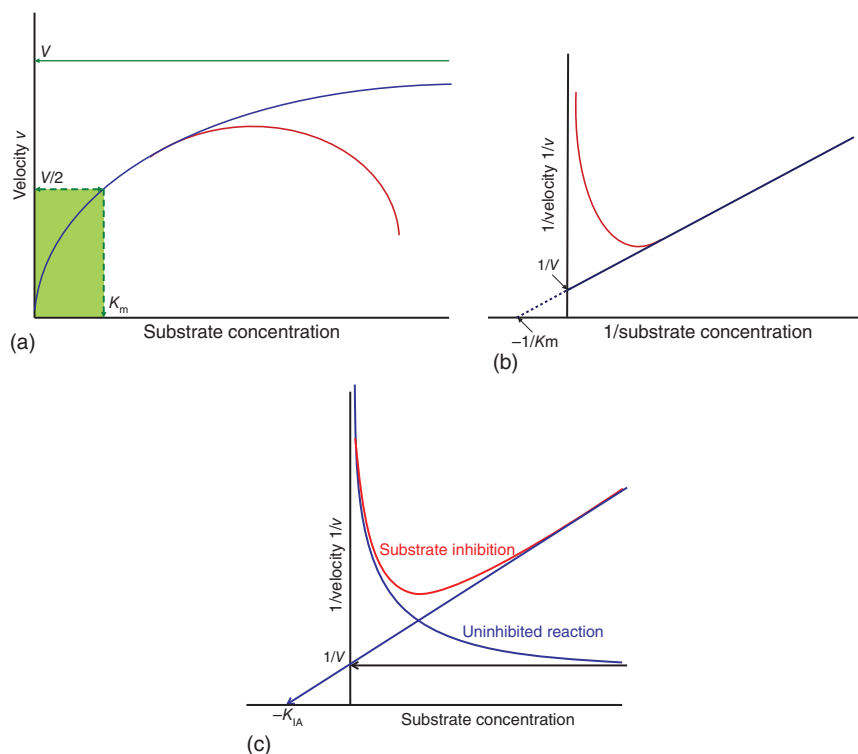 V
Velocity v
V/2
Km
Substrate concentration
(a)
1/velocity 1/v
1/V
−1/Km
1/substrate concentration
(b)
1/velocity 1/v
Substrate inhibition
Uninhibited reaction
1/V
−KIA
Substrate concentration
(c)